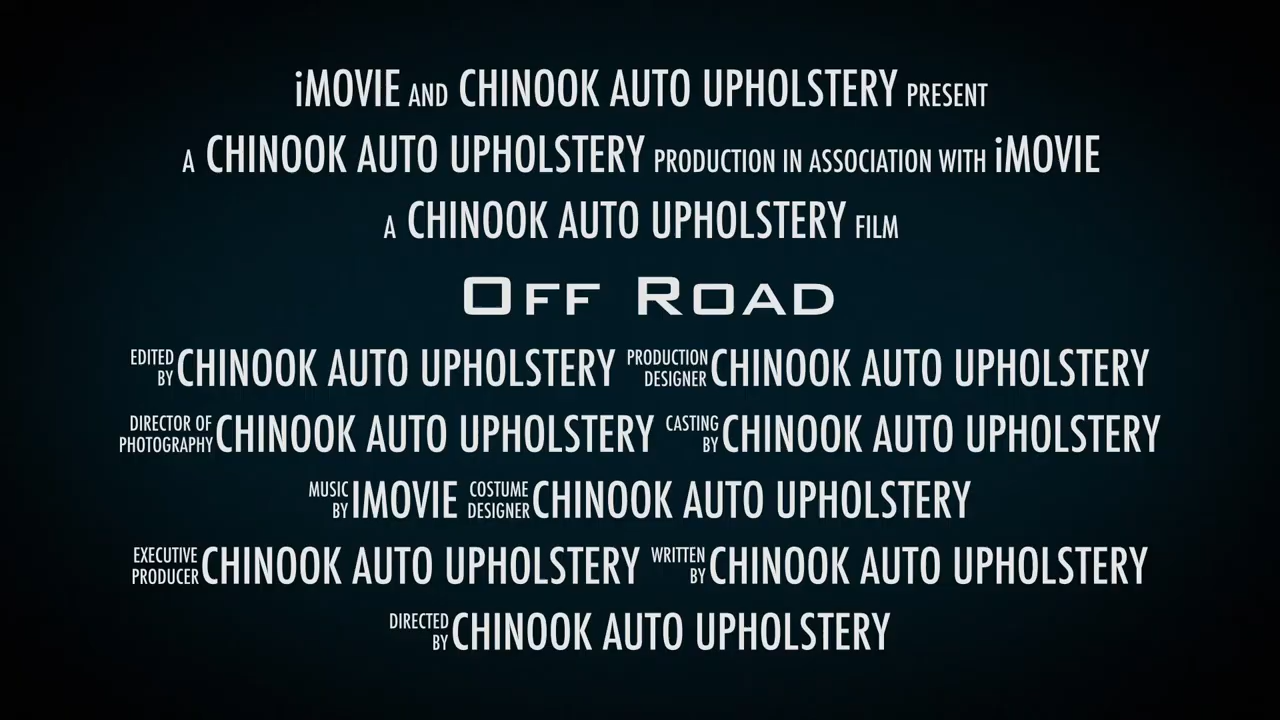 iMOVIE AND CHINOOK AUTO UPHOLSTERY PRESENT
A CHINOOK AUTO UPHOLSTERY PRODUCTION IN ASSOCIATION WITH iMOVIE
A CHINOOK AUTO UPHOLSTERY FILM
OFF ROAD
EDITED BY CHINOOK AUTO UPHOLSTERY PRODUCTION DESIGNER CHINOOK AUTO UPHOLSTERY
DIRECTOR OF PHOTOGRAPHY CHINOOK AUTO UPHOLSTERY CASTING BY CHINOOK AUTO UPHOLSTERY
MUSIC BY IMOVIE COSTUME DESIGNER CHINOOK AUTO UPHOLSTERY
EXECUTIVE PRODUCER CHINOOK AUTO UPHOLSTERY WRITTEN BY CHINOOK AUTO UPHOLSTERY
DIRECTED BY CHINOOK AUTO UPHOLSTERY